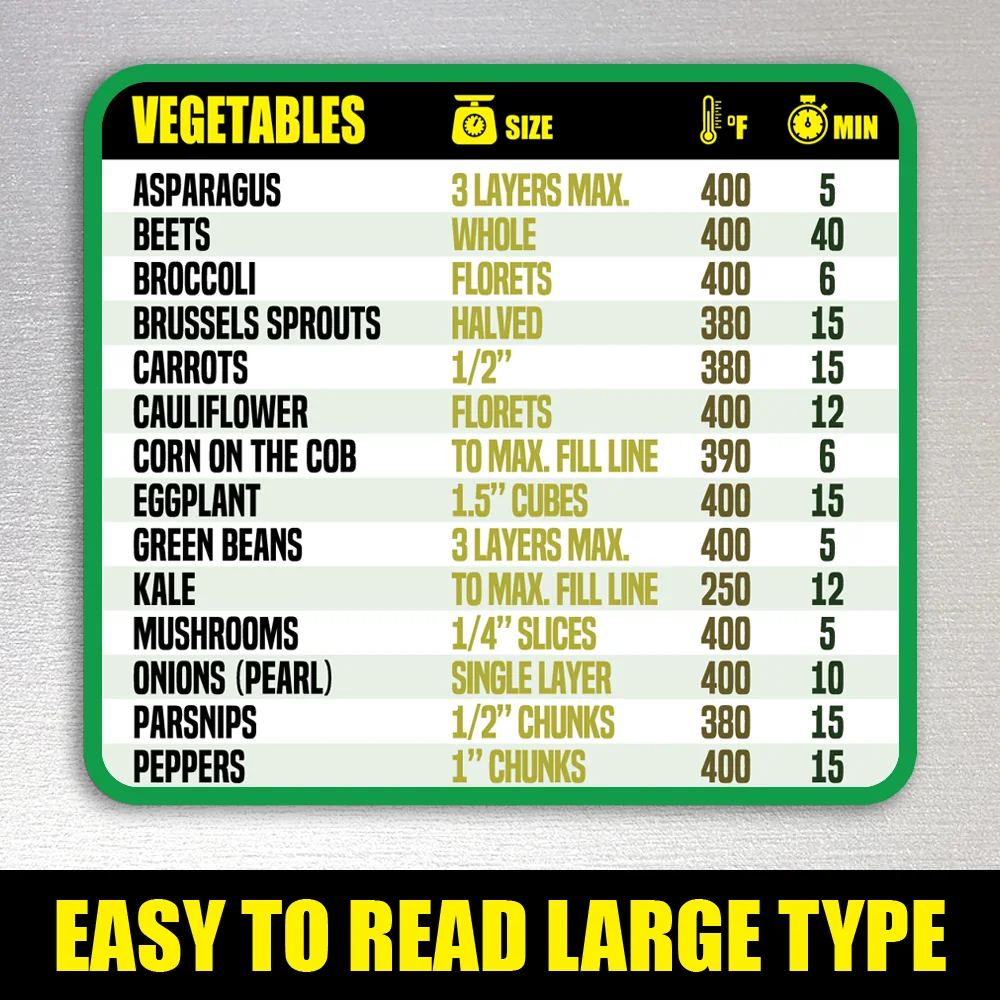 VEGETABLES SIZE °F MIN
ASPARAGUS 3 LAYERS MAX. 400 5
BEETS WHOLE 400 40
BROCCOLI FLORETS 400 6
BRUSSELS SPROUTS HALVED 380 15
CARROTS 1/2” 380 15
CAULIFLOWER FLORETS 400 12
CORN ON THE COB TO MAX. FILL LINE 390 6
EGGPLANT 1.5” CUBES 400 15
GREEN BEANS 3 LAYERS MAX. 400 5
KALE TO MAX. FILL LINE 250 12
MUSHROOMS 1/4” SLICES 400 5
ONIONS (PEARL) SINGLE LAYER 400 10
PARSNIPS 1/2” CHUNKS 380 15
PEPPERS 1” CHUNKS 400 15
EASY TO READ LARGE TYPE